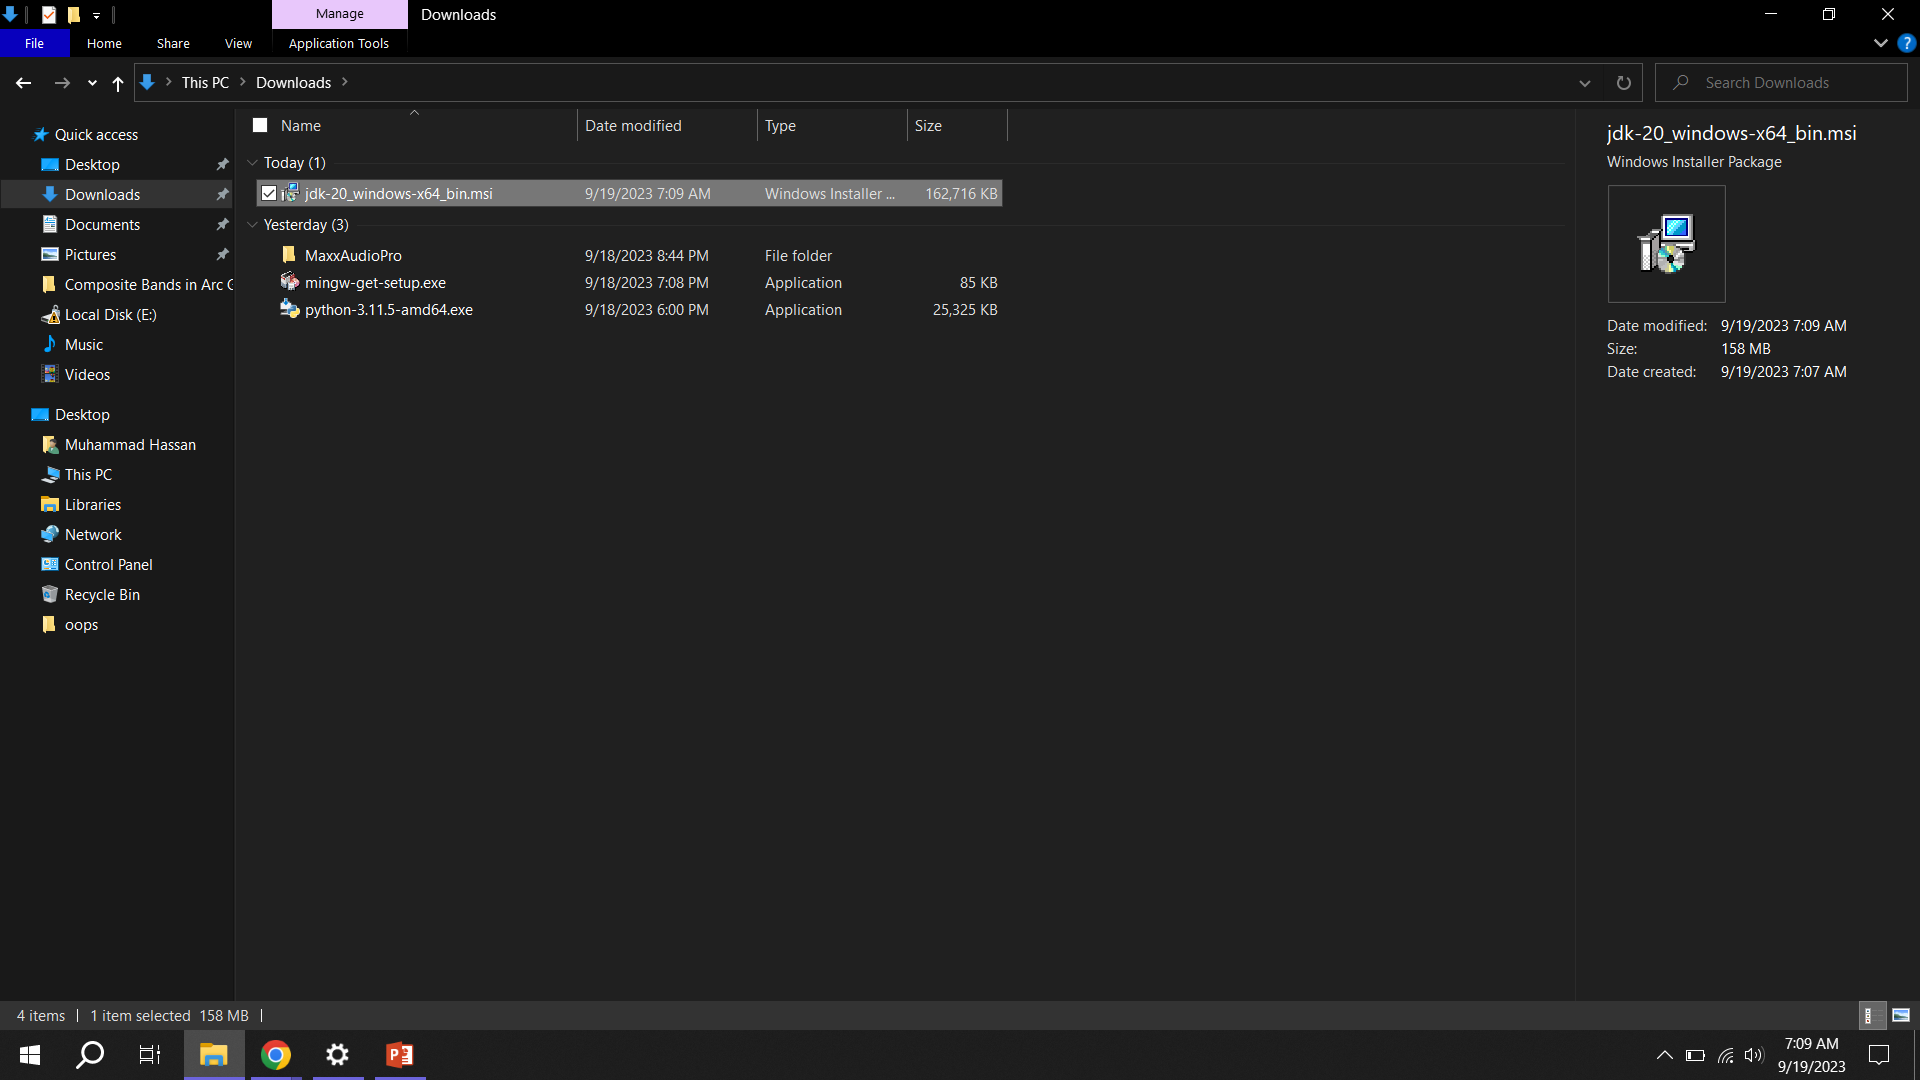 Manage
Downloads
File
Home
Share
View
Application Tools
?
This PC
Downloads
Search Downloads
Quick access
Desktop
Downloads
Documents
Pictures
Composite Bands in Arc G
Local Disk (E:)
Music
Videos
Desktop
Muhammad Hassan
This PC
Libraries
Network
Control Panel
Recycle Bin
oops
Name Date modified Type Size
Today (1)
jdk-20_windows-x64_bin.msi 9/19/2023 7:09 AM Windows Installer ... 162,716 KB
Yesterday (3)
MaxxAudioPro 9/18/2023 8:44 PM File folder
mingw-get-setup.exe 9/18/2023 7:08 PM Application 85 KB
python-3.11.5-amd64.exe 9/18/2023 6:00 PM Application 25,325 KB
jdk-20_windows-x64_bin.msi
Windows Installer Package
Date modified: 9/19/2023 7:09 AM
Size: 158 MB
Date created: 9/19/2023 7:07 AM
4 items 1 item selected 158 MB
7:09 AM
9/19/2023